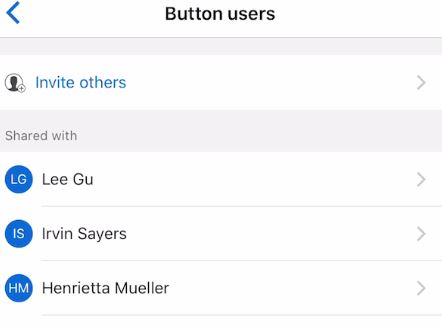 Button users
Invite others
Shared with
LG Lee Gu
IS Irvin Sayers
HM Henrietta Mueller